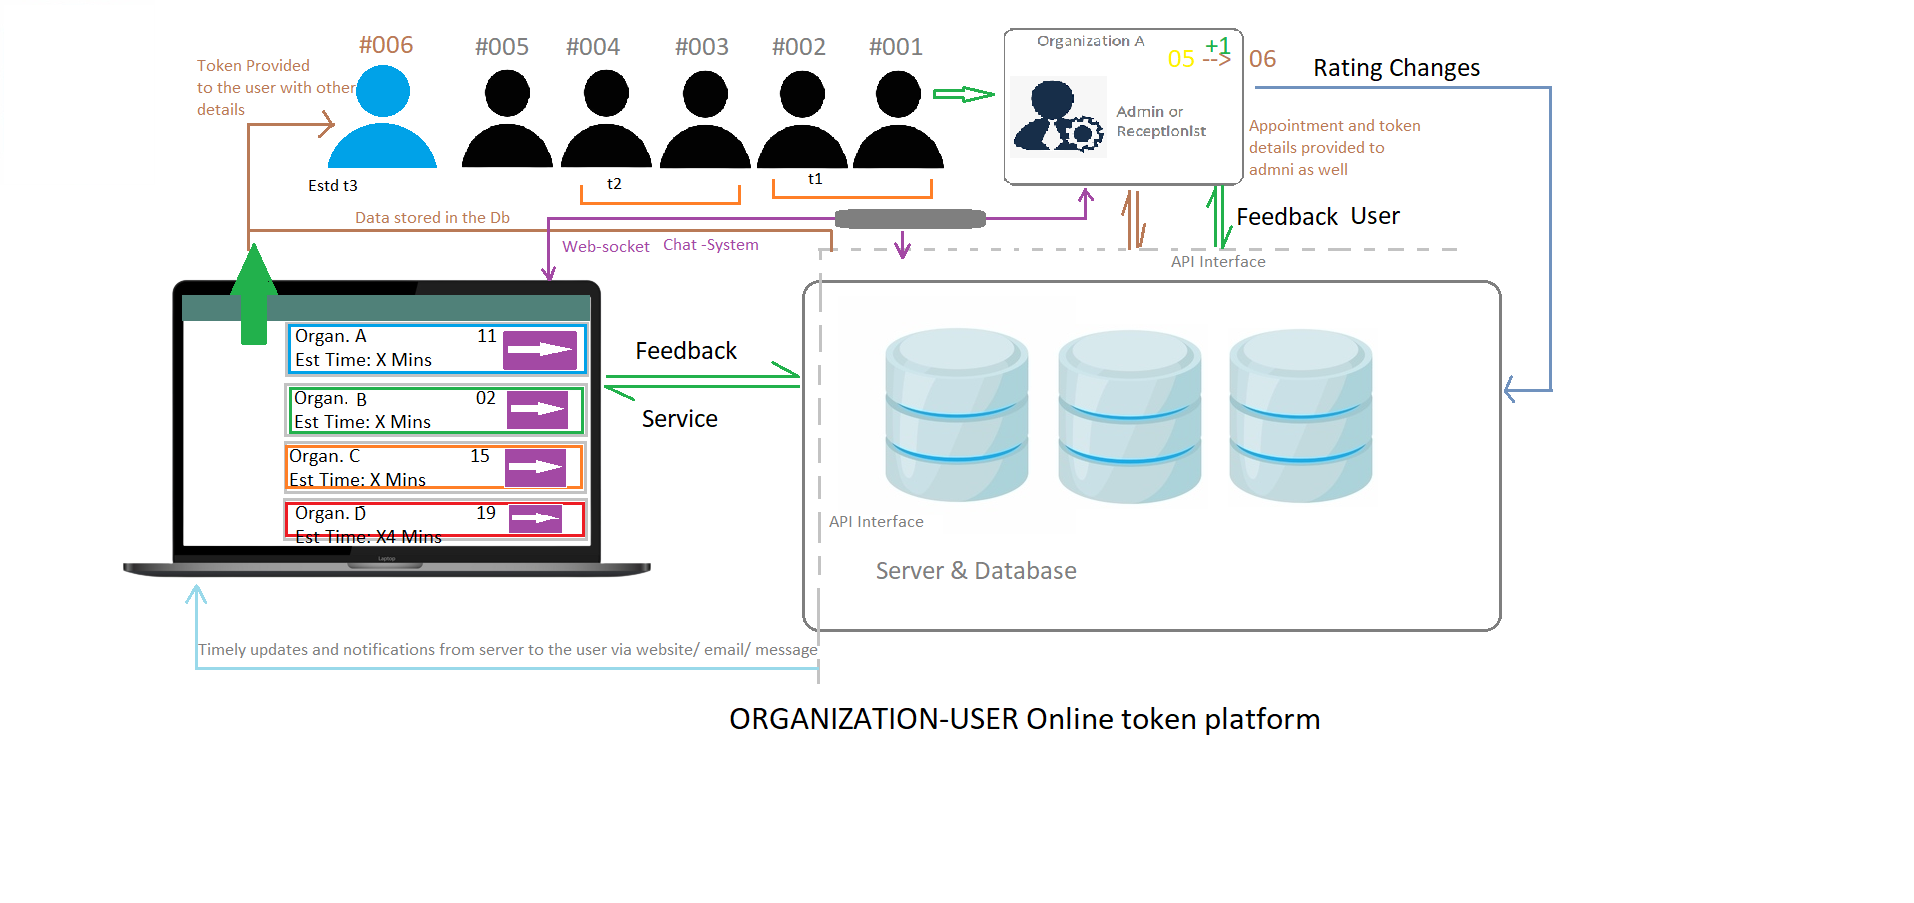 #006
#005
#004
#003
#002
#001
Organization A
+1
05 --> 06
Rating Changes
Token Provided
to the user with other
details
Admin or
Receptionist
Appointment and token
details provided to
admni as well
Estd t3
t2
t1
Data stored in the Db
Feedback User
Web-socket Chat -System
API Interface
Organ. A 11
Est Time: X Mins
Organ. B 02
Est Time: X Mins
Organ. C 15
Est Time: X Mins
Organ. D 19
Est Time: X4 Mins
Laptop
Feedback
Service
API Interface
Server & Database
Timely updates and notifications from server to the user via website/ email/ message
ORGANIZATION-USER Online token platform